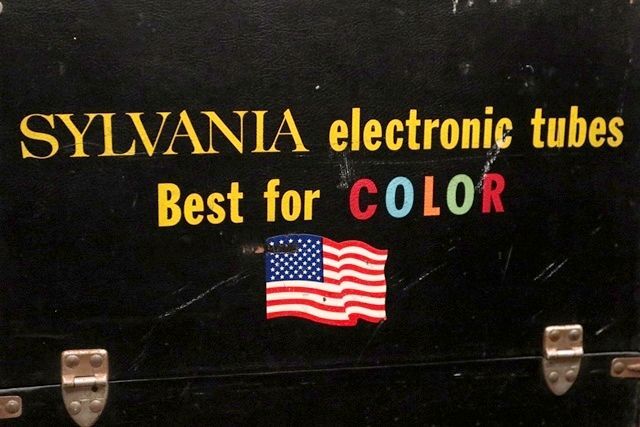 SYLVANIA electronic tubes
Best for COLOR